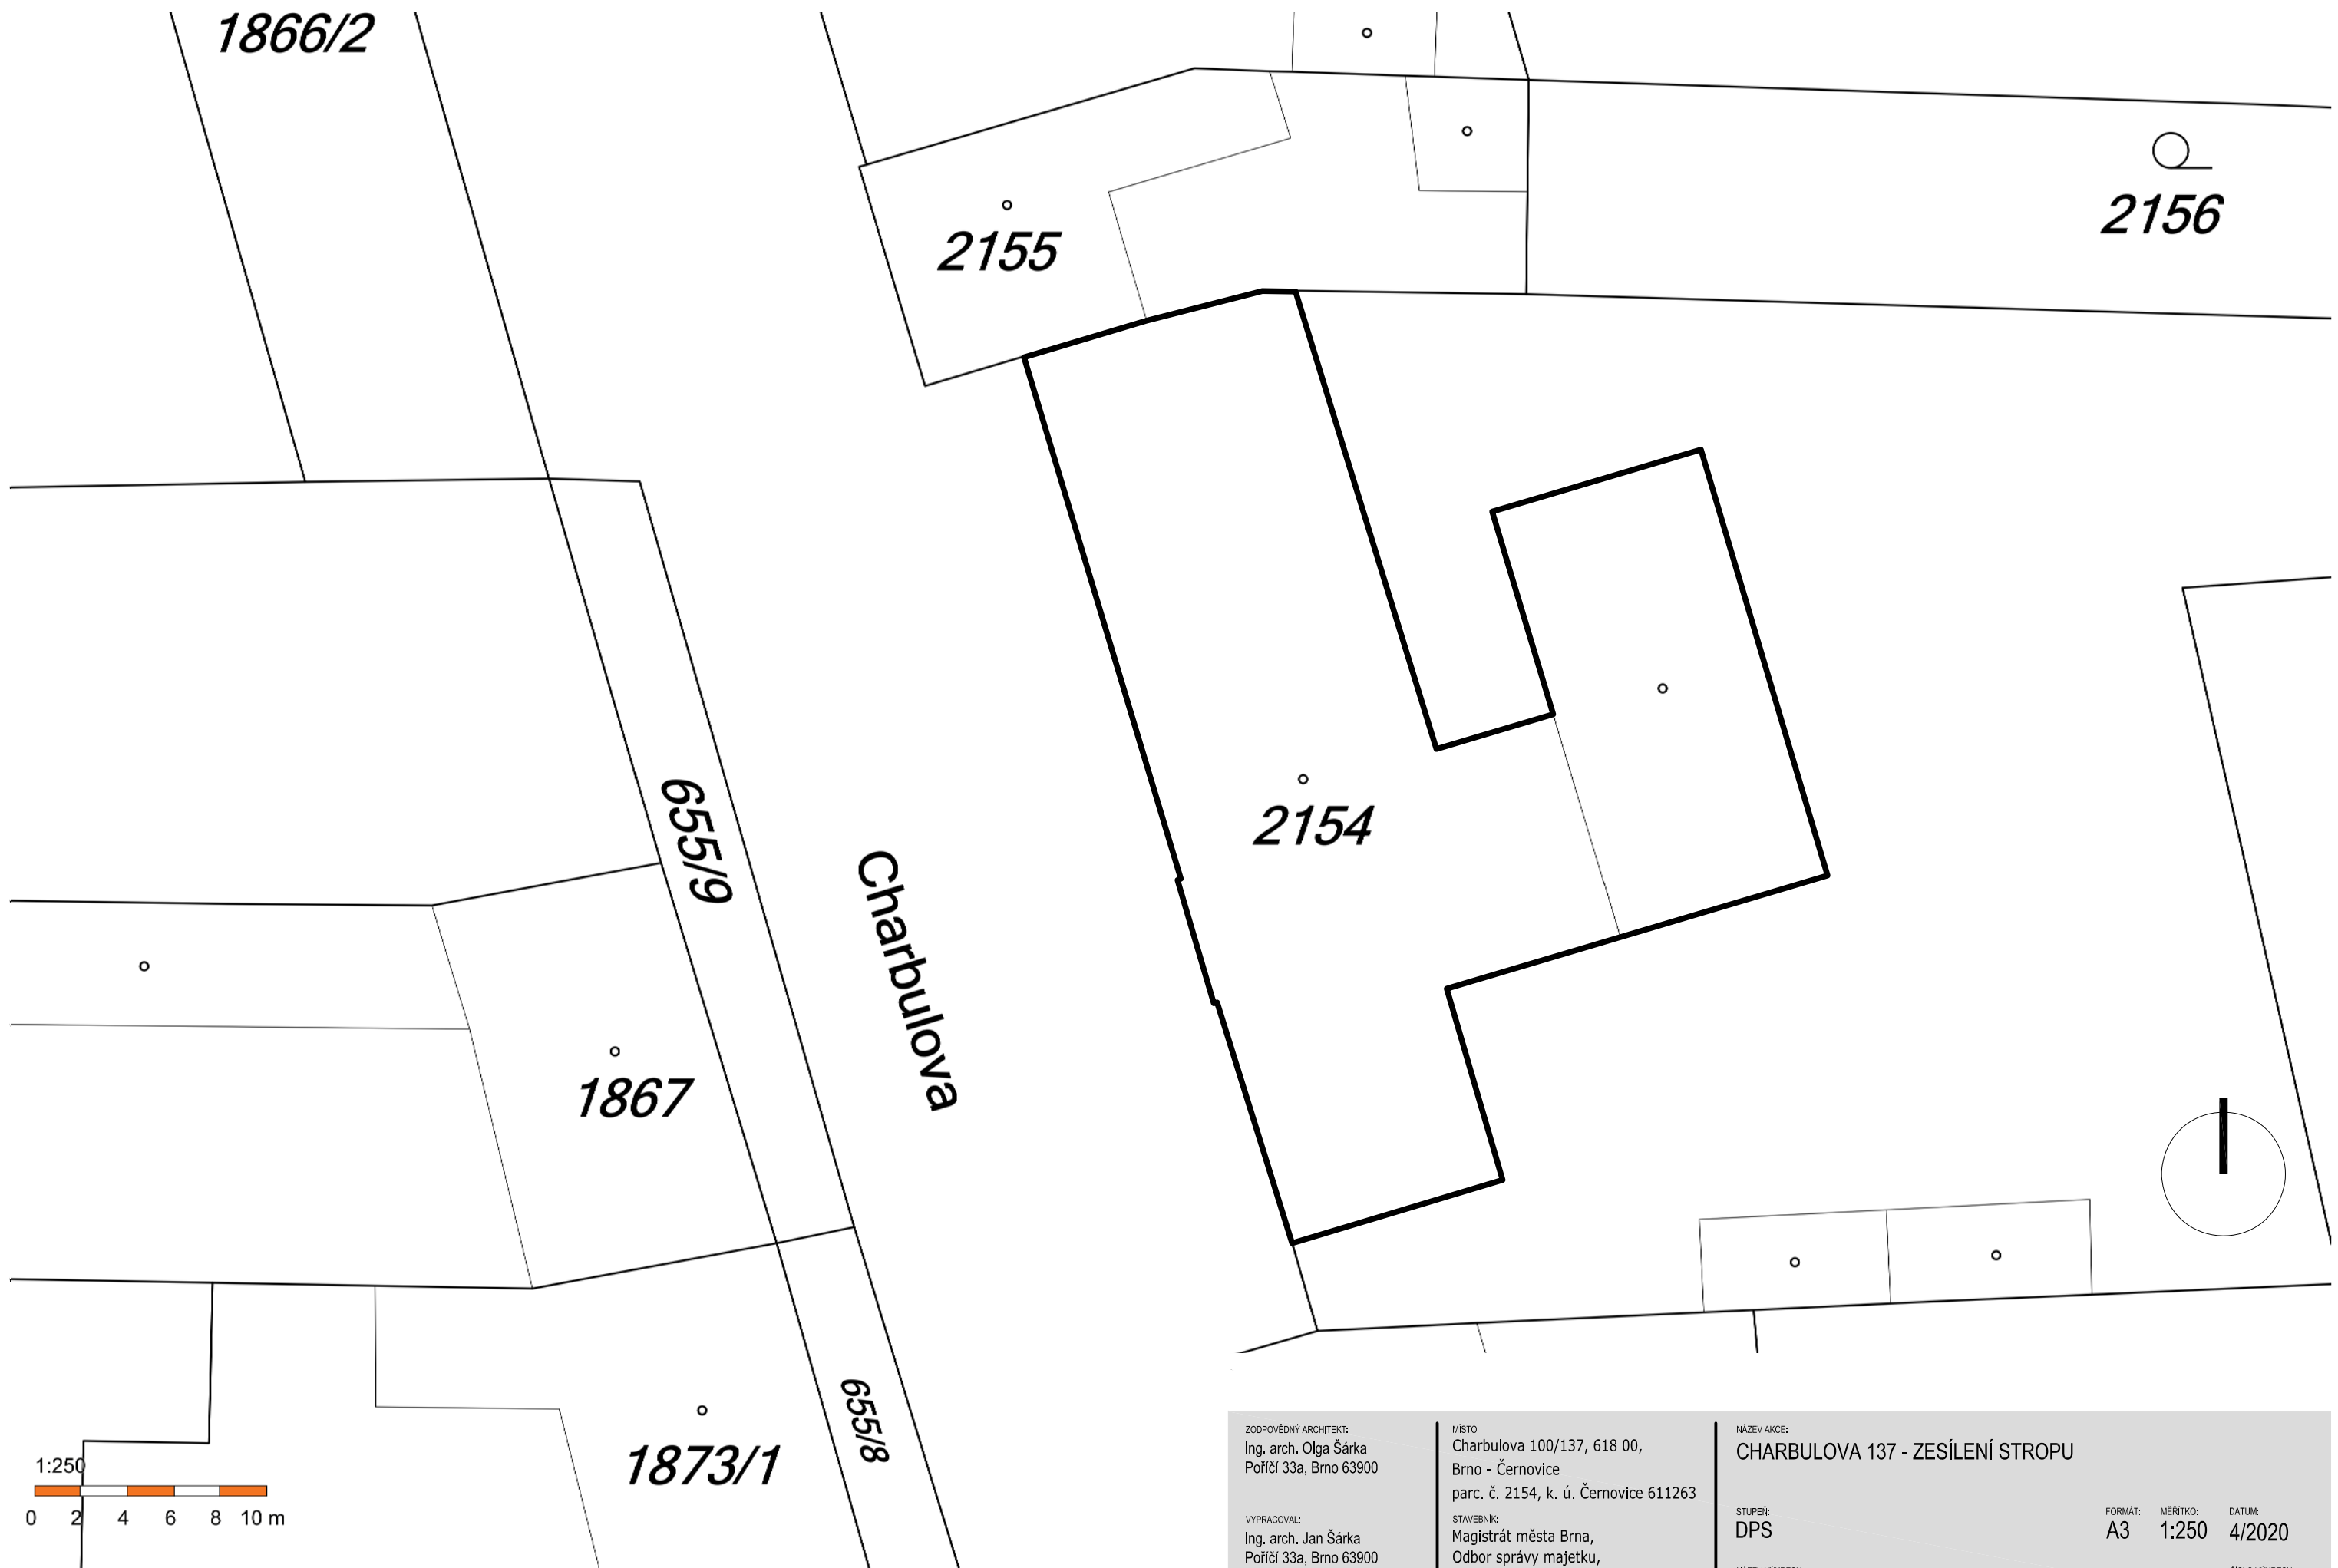 1866/2
2155
2156
655/9
2154
Charbulova
1867
655/8
1873/1
1:250
0 2 4 6 8 10 m
ZODPOVĚDNÝ ARCHITEKT:
Ing. arch. Olga Šárka
Poříčí 33a, Brno 63900
VYPRACOVAL:
Ing. arch. Jan Šárka
Poříčí 33a, Brno 63900
MÍSTO:
Charbulova 100/137, 618 00,
Brno - Černovice
parc. č. 2154, k. ú. Černovice 611263
STAVEBNÍK:
Magistrát města Brna,
Odbor správy majetku,
NÁZEV AKCE:
CHARBULOVA 137 - ZESÍLENÍ STROPU
STUPEŇ:
DPS
FORMÁT:
A3
MĚŘÍTKO:
1:250
DATUM:
4/2020